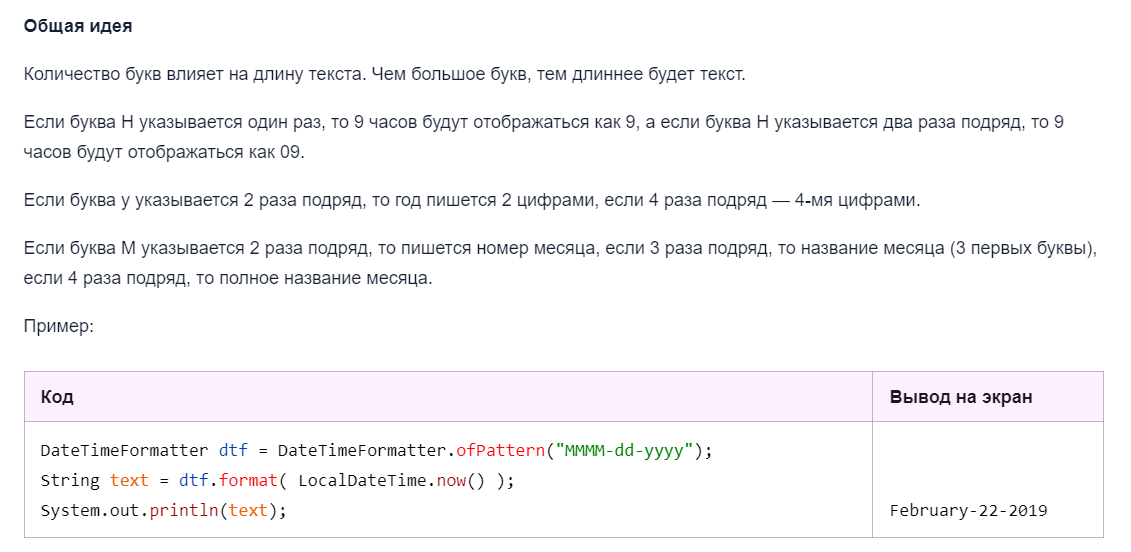 Общая идея
Количество букв влияет на длину текста. Чем большое букв, тем длиннее будет текст.
Если буква H указывается один раз, то 9 часов будут отображаться как 9, а если буква H указывается два раза подряд, то 9
часов будут отображаться как 09.
Если буква y указывается 2 раза подряд, то год пишется 2 цифрами, если 4 раза подряд — 4-мя цифрами.
Если буква M указывается 2 раза подряд, то пишется номер месяца, если 3 раза подряд, то название месяца (3 первых буквы),
если 4 раза подряд, то полное название месяца.
Пример:
Код
Вывод на экран
DateTimeFormatter dtf = DateTimeFormatter.ofPattern("MMMM-dd-yyyy");
String text = dtf.format( LocalDateTime.now() );
System.out.println(text);
February-22-2019